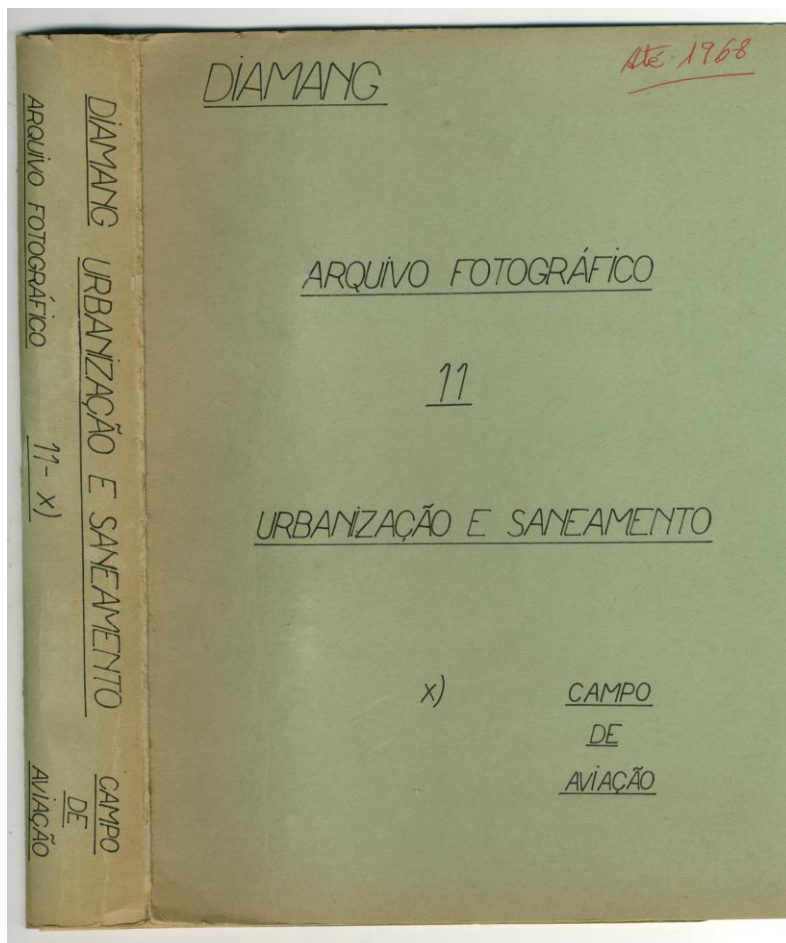 DIAMANG
Até 1968
ARQUIVO FOTOGRÁFICO
11
URBANIZAÇÃO E SANEAMENTO
x) CAMPO
DE
AVIAÇÃO
DIAMANG URBANIZAÇÃO E SANEAMENTO CAMPO
DE
ARQUIVO FOTOGRÁFICO 11-x) AVIAÇÃO